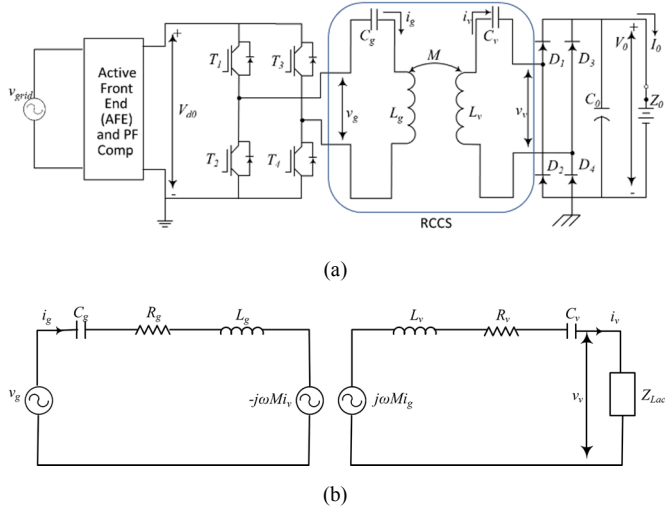 v_grid
Active
Front
End
(AFE)
and PF
Comp
+
V_d0
-
T_1
T_3
T_2
T_4
C_g
i_g
v_g
L_g
M
L_v
i_v
C_v
v_v
RCCS
D_1
D_3
D_2
D_4
C_0
+
V_0
-
I_0
Z_0
(a)
i_g
C_g
R_g
L_g
v_g
-jωMi_v
jωMi_g
L_v
R_v
C_v
i_v
v_v
Z_Lac
(b)